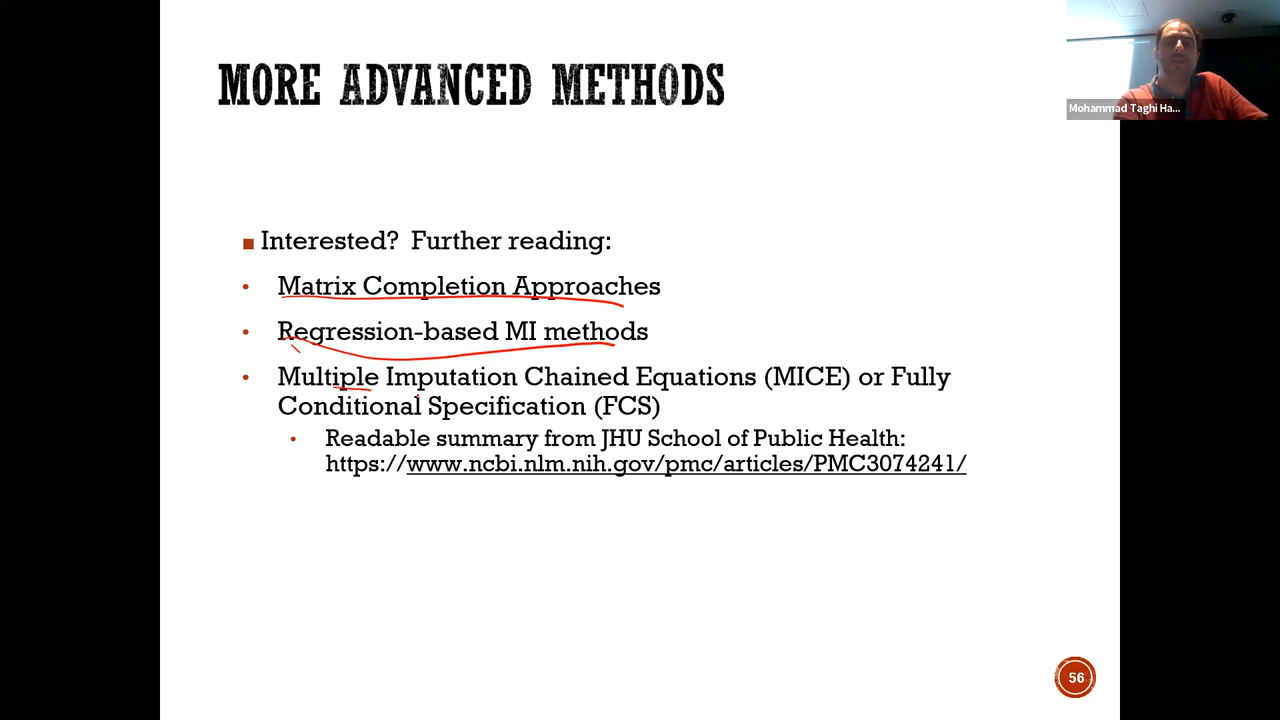 MORE ADVANCED METHODS
Mohammad Taghi Ha...
Interested? Further reading:
Matrix Completion Approaches
Regression-based MI methods
Multiple Imputation Chained Equations (MICE) or Fully
Conditional Specification (FCS)
Readable summary from JHU School of Public Health:
https://www.ncbi.nlm.nih.gov/pmc/articles/PMC3074241/
56